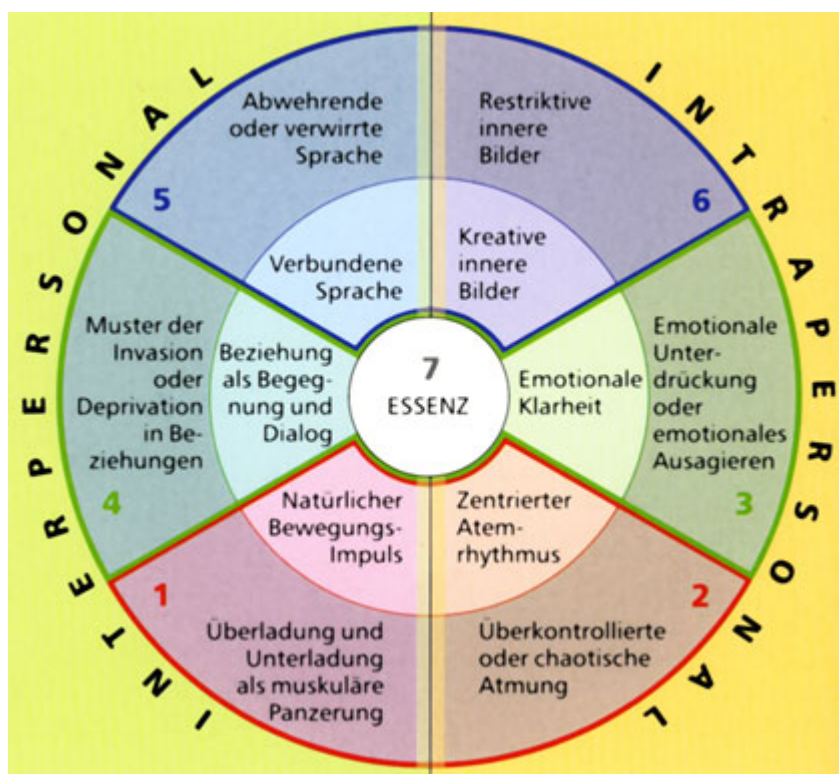 INTERPERSONAL
INTRAPERSONAL
Abwehrende
oder verwirrte
Sprache
5
Verbundene
Sprache
Restriktive
innere
Bilder
6
Kreative
innere
Bilder
Muster der
Invasion
oder
Deprivation
in Be-
ziehungen
4
Beziehung
als Begeg-
nung und
Dialog
7
ESSENZ
Emotionale
Klarheit
Emotionale
Unter-
drückung
oder
emotionales
Ausagieren
3
Natürlicher
Bewegungs-
Impuls
1
Überladung und
Unterladung
als muskuläre
Panzerung
Zentrierter
Atem-
rhythmus
2
Überkontrollierte
oder chaotische
Atmung